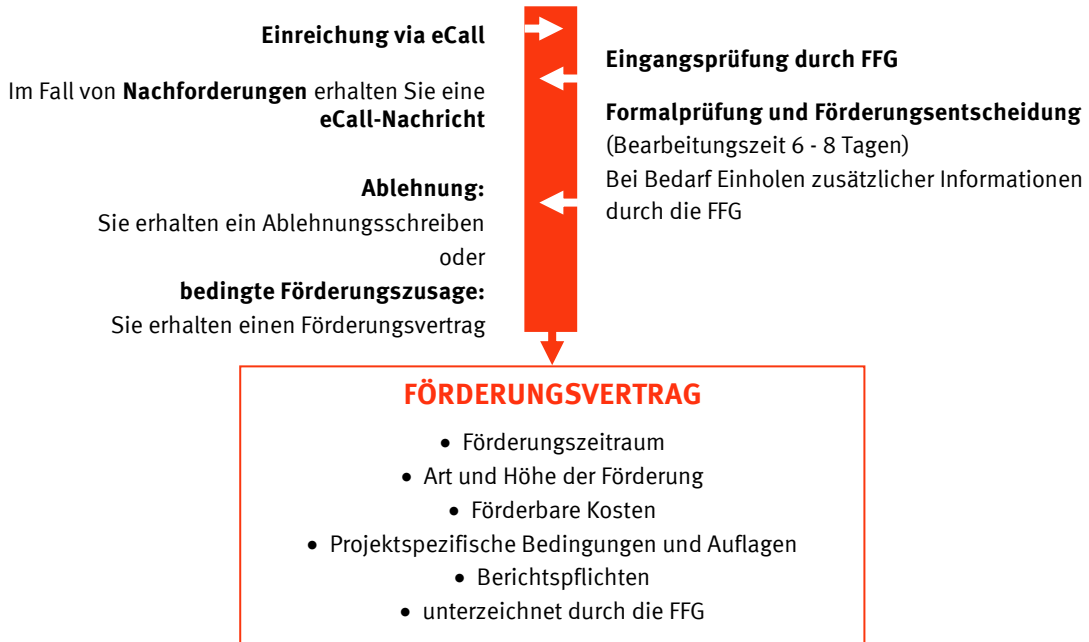 Einreichung via eCall
Eingangsprüfung durch FFG
Im Fall von Nachforderungen erhalten Sie eine
eCall-Nachricht
Formalprüfung und Förderungsentscheidung
(Bearbeitungszeit 6 - 8 Tagen)
Bei Bedarf Einholen zusätzlicher Informationen
durch die FFG
Ablehnung:
Sie erhalten ein Ablehnungsschreiben
oder
bedingte Förderungszusage:
Sie erhalten einen Förderungsvertrag
FÖRDERUNGSVERTRAG
• Förderungszeitraum
• Art und Höhe der Förderung
• Förderbare Kosten
• Projektspezifische Bedingungen und Auflagen
• Berichtspflichten
• unterzeichnet durch die FFG